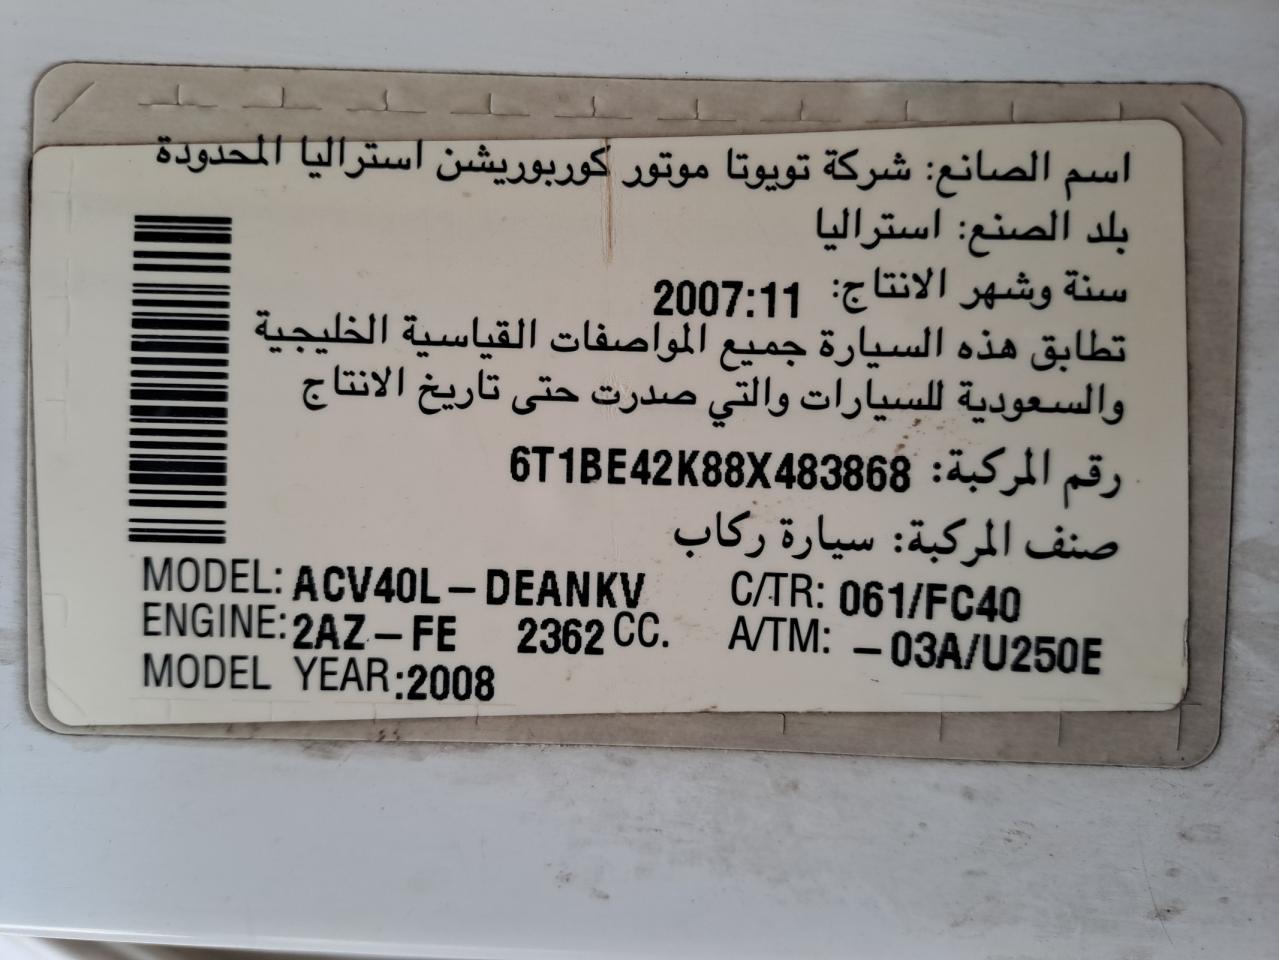 اسم الصانع: شركة تويوتا موتور كوربوريشن استراليا المحدودة
بلد الصنع: استراليا
سنة وشهر الانتاج: 2007:11
تطابق هذه السيارة جميع المواصفات القياسية الخليجية
والسعودية للسيارات والتي صدرت حتى تاريخ الانتاج
رقم المركبة: 6T1BE42K88X483868
صنف المركبة: سيارة ركاب
MODEL: ACV40L-DEANKV C/TR: 061/FC40
ENGINE: 2AZ-FE 2362 CC. A/TM: -03A/U250E
MODEL YEAR: 2008